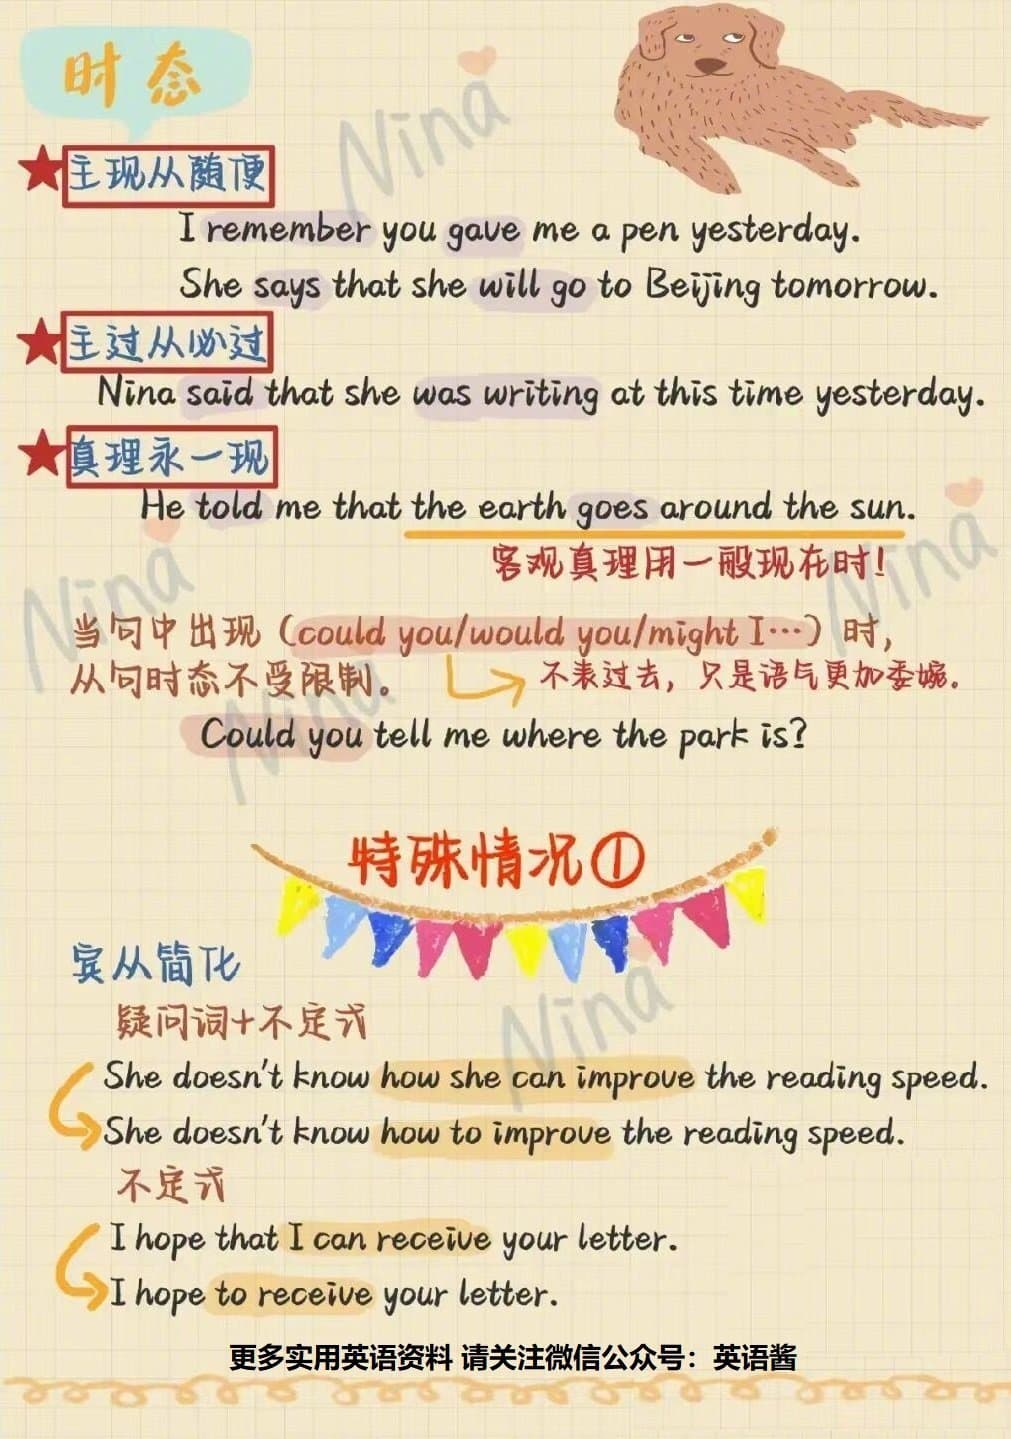 时态
主现从随便
I remember you gave me a pen yesterday.
She says that she will go to Beijing tomorrow.
主过从必过
Nina said that she was writing at this time yesterday.
真理永一现
He told me that the earth goes around the sun.
客观真理用一般现在时！
当句中出现（could you/would you/might I…）时，
从句时态不受限制。
不表过去，只是语气更加委婉。
Could you tell me where the park is?
特殊情况①
宾从简化
疑问词+不定式
She doesn't know how she can improve the reading speed.
She doesn't know how to improve the reading speed.
不定式
I hope that I can receive your letter.
I hope to receive your letter.
更多实用英语资料 请关注微信公众号：英语酱
Nina
Nina
Nina
Nina
Nina